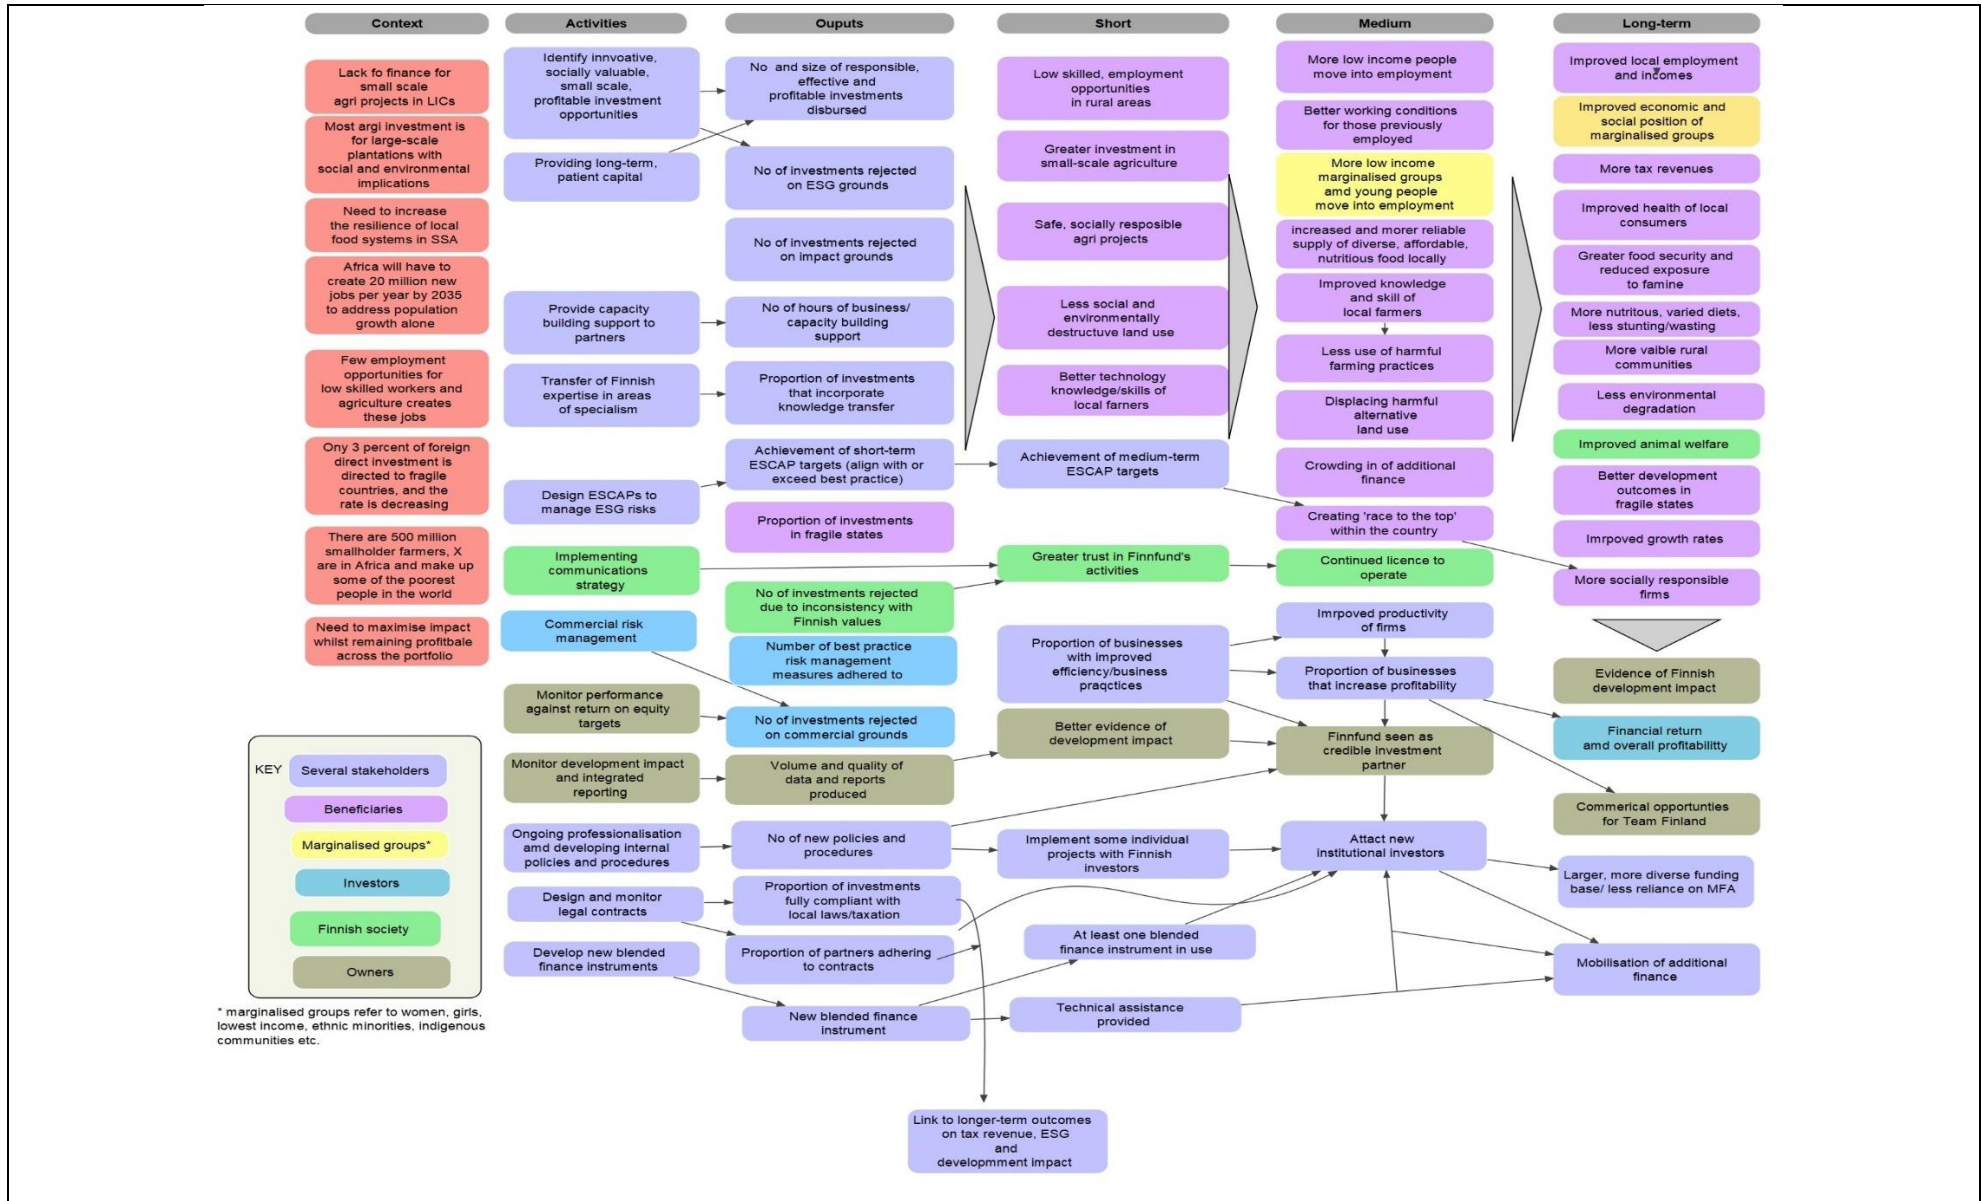 Context
Lack fo finance for
small scale
agri projects in LICs
Most argi investment is
for large-scale
plantations with
social and environmental
implications
Need to increase
the resilience of local
food systems in SSA
Africa will have to
create 20 million new
jobs per year by 2035
to address population
growth alone
Few employment
opportunities for
low skilled workers and
agriculture creates
these jobs
Ony 3 percent of foreign
direct investment is
directed to fragile
countries, and the
rate is decreasing
There are 500 million
smallholder farmers, X
are in Africa and make up
some of the poorest
people in the world
Need to maximise impact
whilst remaining profitbale
across the portfolio
KEY
Several stakeholders
Beneficiaries
Marginalised groups*
Investors
Finnish society
Owners
* marginalised groups refer to women, girls,
lowest income, ethnic minorities, indigenous
communities etc.
Activities
Identify innvoative,
socially valuable,
small scale,
profitable investment
opportunities
Providing long-term,
patient capital
Provide capacity
building support to
partners
Transfer of Finnish
expertise in areas
of specialism
Design ESCAPs to
manage ESG risks
Implementing
communications
strategy
Commercial risk
management
Monitor performance
against return on equity
targets
Monitor development impact
and integrated
reporting
Ongoing professionalisation
amd developing internal
policies and procedures
Design and monitor
legal contracts
Develop new blended
finance instruments
Ouputs
No  and size of responsible,
effective and
profitable investments
disbursed
No of investments rejected
on ESG grounds
No of investments rejected
on impact grounds
No of hours of business/
capacity building
support
Proportion of investments
that incorporate
knowledge transfer
Achievement of short-term
ESCAP targets (align with or
exceed best practice)
Proportion of investments
in fragile states
No of investments rejected
due to inconsistency with
Finnish values
Number of best practice
risk management
measures adhered to
No of investments rejected
on commercial grounds
Volume and quality of
data and reports
produced
No of new policies and
procedures
Proportion of investments
fully compliant with
local laws/taxation
Proportion of partners adhering
to contracts
New blended finance
instrument
Link to longer-term outcomes
on tax revenue, ESG
and
developmment impact
Short
Low skilled, employment
opportunities
in rural areas
Greater investment in
small-scale agriculture
Safe, socially resposible
agri projects
Less social and
environmentally
destructuve land use
Better technology
knowledge/skills of
local farners
Achievement of medium-term
ESCAP targets
Greater trust in Finnfund's
activities
Proportion of businesses
with improved
efficiency/business
praqctices
Better evidence of
development impact
Implement some individual
projects with Finnish
investors
At least one blended
finance instrument in use
Technical assistance
provided
Medium
More low income people
move into employment
Better working conditions
for those previously
employed
More low income
marginalised groups
amd young people
move into employment
increased and morer reliable
supply of diverse, affordable,
nutritious food locally
Improved knowledge
and skill of
local farmers
Less use of harmful
farming practices
Displacing harmful
alternative
land use
Crowding in of additional
finance
Creating 'race to the top'
within the country
Continued licence to
operate
Imrpoved productivity
of firms
Proportion of businesses
that increase profitability
Finnfund seen as
credible investment
partner
Attact new
institutional investors
Long-term
Improved local employment
and incomes
Improved economic and
social position of
marginalised groups
More tax revenues
Improved health of local
consumers
Greater food security and
reduced exposure
to famine
More nutritous, varied diets,
less stunting/wasting
More vaible rural
communities
Less environmental
degradation
Improved animal welfare
Better development
outcomes in
fragile states
Imrpoved growth rates
More socially responsible
firms
Evidence of Finnish
development impact
Financial return
amd overall profitabilitty
Commerical opportunties
for Team Finland
Larger, more diverse funding
base/ less reliance on MFA
Mobilisation of additional
finance